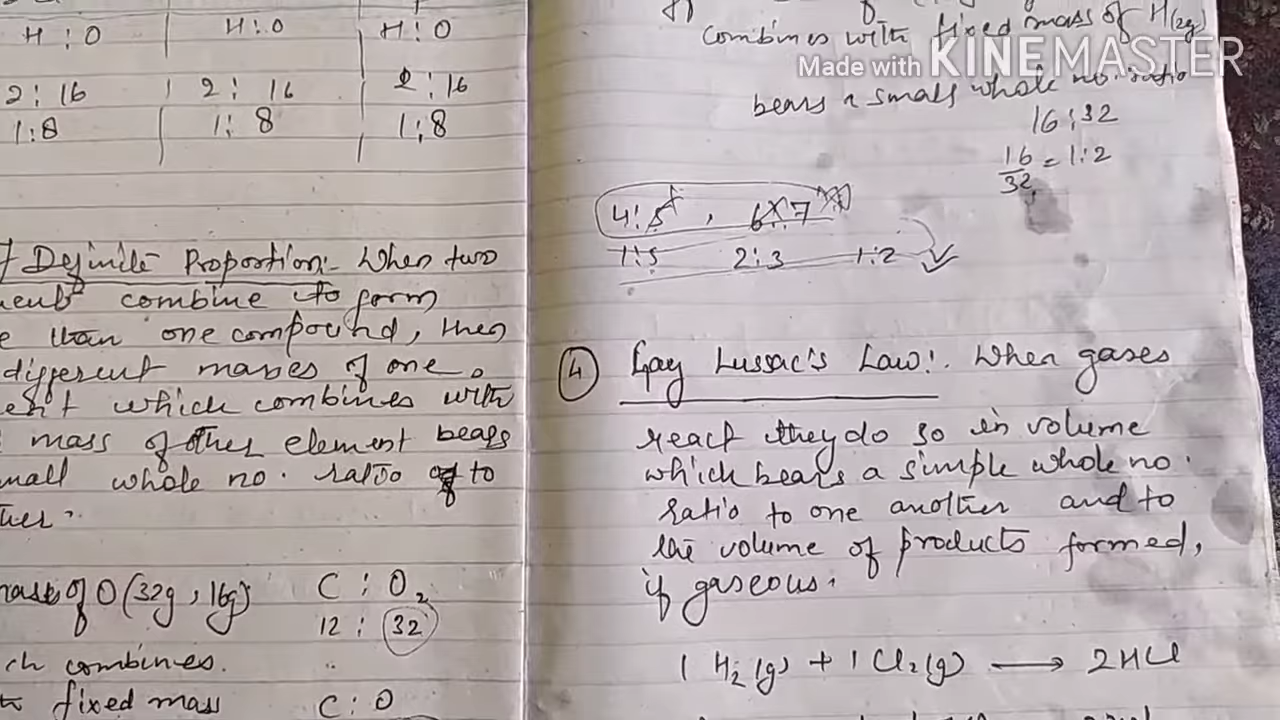 H : O H : O H : O
2 : 16 2 : 16 2 : 16
1:8 1: 8 1:8
Definite Proportion:- When two
combine to form
than one compound, then
different masses of one
which combines with
mass of other element bears
whole no. ratio of to
of O (32g, 16g) C : O2
12 : 32
combines.
fixed mass C : O
combines with fixed mass of H(2g)
Made with KINEMASTER
bears a small whole no. ratio
16:32
16/32 = 1:2
4:5 , 6:7
1:5 2:3 1:2
4 Gay Lussac's Law:. When gases
react they do so in volume
which bears a simple whole no.
ratio to one another and to
the volume of products formed,
if gaseous.
1 H2(g) + 1 Cl2(g) → 2HCl